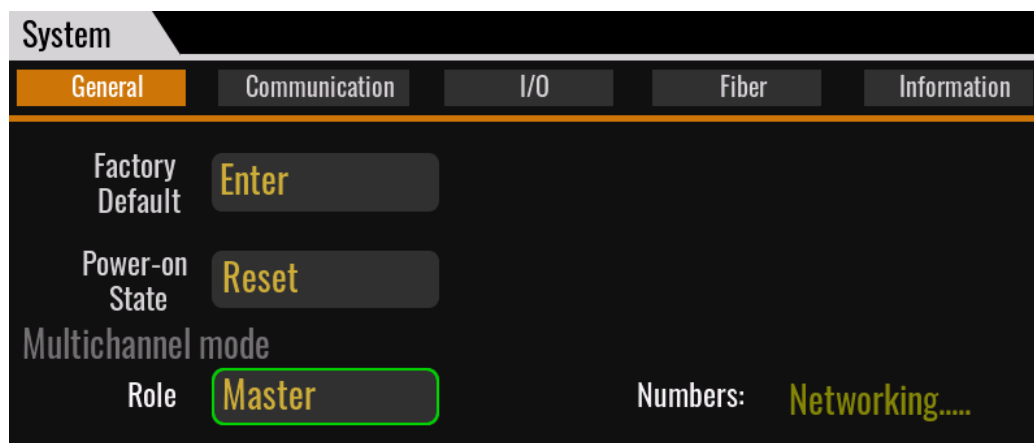 System
General Communication I/O Fiber Information
Factory
Default
Enter
Power-on
State
Reset
Multichannel mode
Role Master Numbers: Networking.....